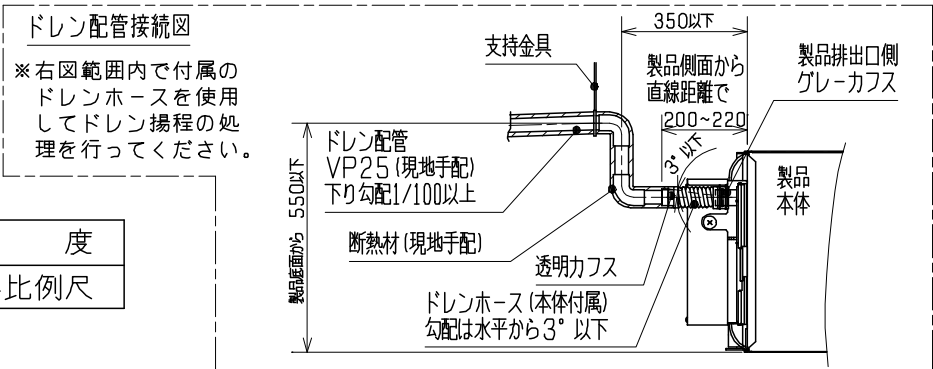 ドレン配管接続図
※右図範囲内で付属の
ドレンホースを使用
してドレン揚程の処
理を行ってください。
度
比例尺
350以下
支持金具
製品側面から
直線距離で
200~220
製品排出口側
グレーカフス
3°以下
製品
本体
ドレン配管
VP25(現地手配)
下り勾配1/100以上
製品底面から 550以下
断熱材(現地手配)
透明カフス
ドレンホース(本体付属)
勾配は水平から3°以下